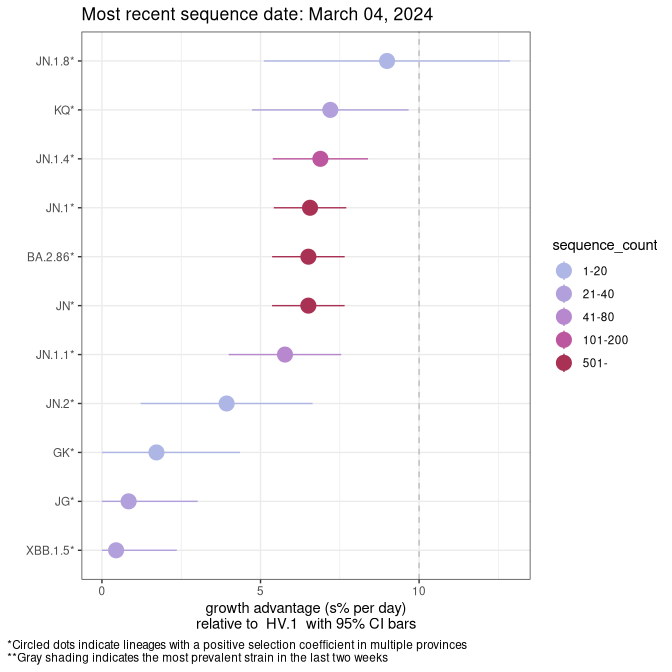 Most recent sequence date: March 04, 2024
JN.1.8*
KQ*
JN.1.4*
JN.1*
BA.2.86*
JN*
JN.1.1*
JN.2*
GK*
JG*
XBB.1.5*
0
5
10
growth advantage (s% per day)
relative to  HV.1  with 95% CI bars
sequence_count
1-20
21-40
41-80
101-200
501-
*Circled dots indicate lineages with a positive selection coefficient in multiple provinces
**Gray shading indicates the most prevalent strain in the last two weeks